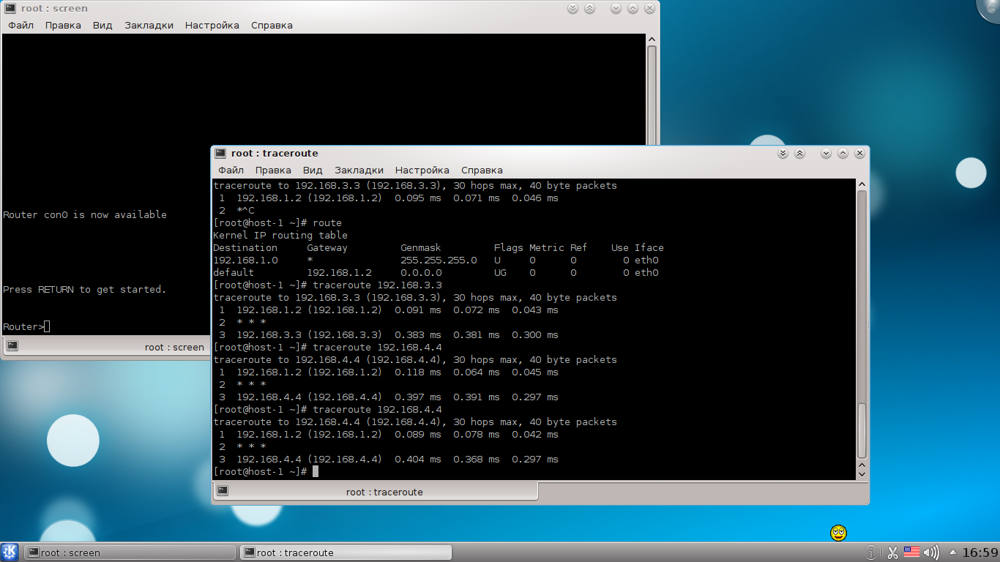 root : screen
Файл Правка Вид Закладки Настройка Справка
Router con0 is now available
Press RETURN to get started.
Router>
root : screen
root : traceroute
Файл Правка Вид Закладки Настройка Справка
traceroute to 192.168.3.3 (192.168.3.3), 30 hops max, 40 byte packets
 1  192.168.1.2 (192.168.1.2)  0.095 ms  0.071 ms  0.046 ms
 2  *^C
[root@host-1 ~]# route
Kernel IP routing table
Destination     Gateway         Genmask         Flags Metric Ref    Use Iface
192.168.1.0     *               255.255.255.0   U     0      0        0 eth0
default         192.168.1.2     0.0.0.0         UG    0      0        0 eth0
[root@host-1 ~]# traceroute 192.168.3.3
traceroute to 192.168.3.3 (192.168.3.3), 30 hops max, 40 byte packets
 1  192.168.1.2 (192.168.1.2)  0.091 ms  0.072 ms  0.043 ms
 2  * * *
 3  192.168.3.3 (192.168.3.3)  0.383 ms  0.381 ms  0.300 ms
[root@host-1 ~]# traceroute 192.168.4.4
traceroute to 192.168.4.4 (192.168.4.4), 30 hops max, 40 byte packets
 1  192.168.1.2 (192.168.1.2)  0.118 ms  0.064 ms  0.045 ms
 2  * * *
 3  192.168.4.4 (192.168.4.4)  0.397 ms  0.391 ms  0.297 ms
[root@host-1 ~]# traceroute 192.168.4.4
traceroute to 192.168.4.4 (192.168.4.4), 30 hops max, 40 byte packets
 1  192.168.1.2 (192.168.1.2)  0.089 ms  0.078 ms  0.042 ms
 2  * * *
 3  192.168.4.4 (192.168.4.4)  0.404 ms  0.368 ms  0.297 ms
[root@host-1 ~]#
root : traceroute
root : screen
root : traceroute
16:59